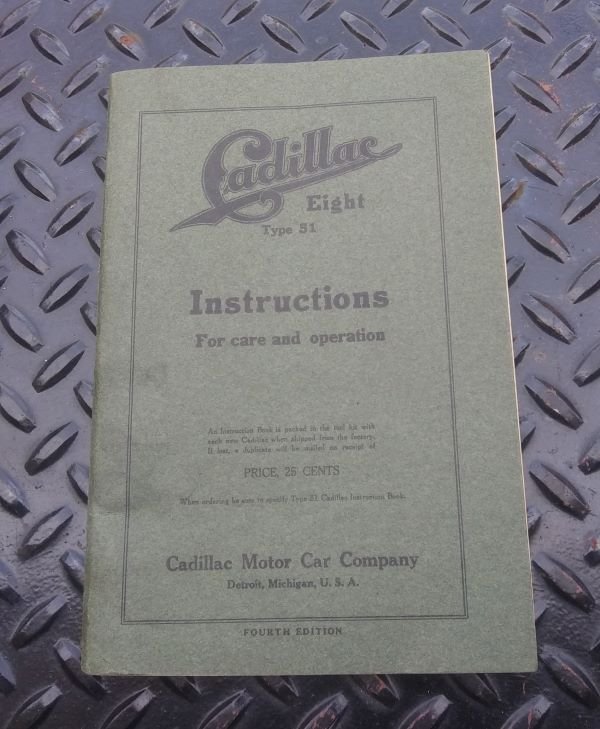 Cadillac
Eight
Type 51
Instructions
For care and operation
An Instruction Book is packed in the tool kit with
each new Cadillac when shipped from the factory.
If lost, a duplicate will be mailed on receipt of
PRICE, 25 CENTS
When ordering be sure to specify Type 51 Cadillac Instruction Book.
Cadillac Motor Car Company
Detroit, Michigan, U. S. A.
FOURTH EDITION